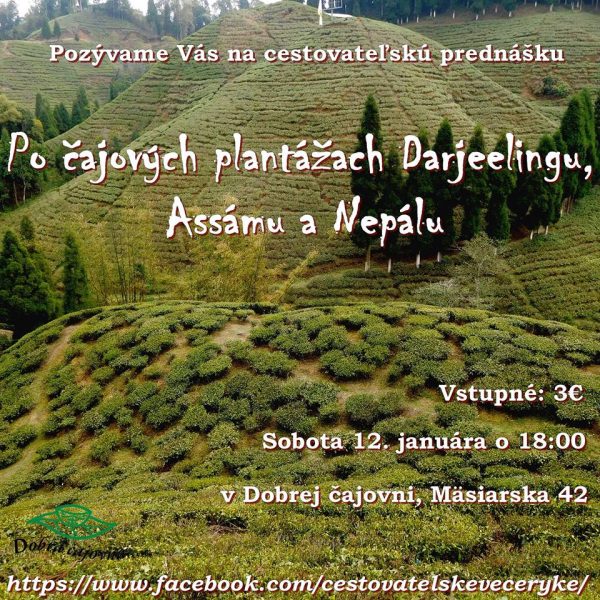 Pozývame Vás na cestovateľskú prednášku
Po čajových plantážach Darjeelingu,
Assámu a Nepálu
Vstupné: 3€
Sobota 12. januára o 18:00
v Dobrej čajovni, Mäsiarska 42
Dobrá čajovna
https://www.facebook.com/cestovatelskeveceryke/